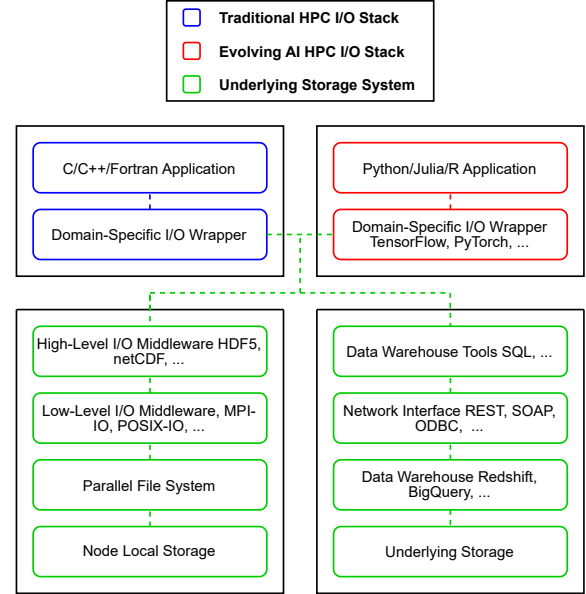 Traditional HPC I/O Stack
Evolving AI HPC I/O Stack
Underlying Storage System
C/C++/Fortran Application
Domain-Specific I/O Wrapper
Python/Julia/R Application
Domain-Specific I/O Wrapper
TensorFlow, PyTorch, ...
High-Level I/O Middleware HDF5,
netCDF, ...
Low-Level I/O Middleware, MPI-
IO, POSIX-IO, ...
Parallel File System
Node Local Storage
Data Warehouse Tools SQL, ...
Network Interface REST, SOAP,
ODBC, ...
Data Warehouse Redshift,
BigQuery, ...
Underlying Storage